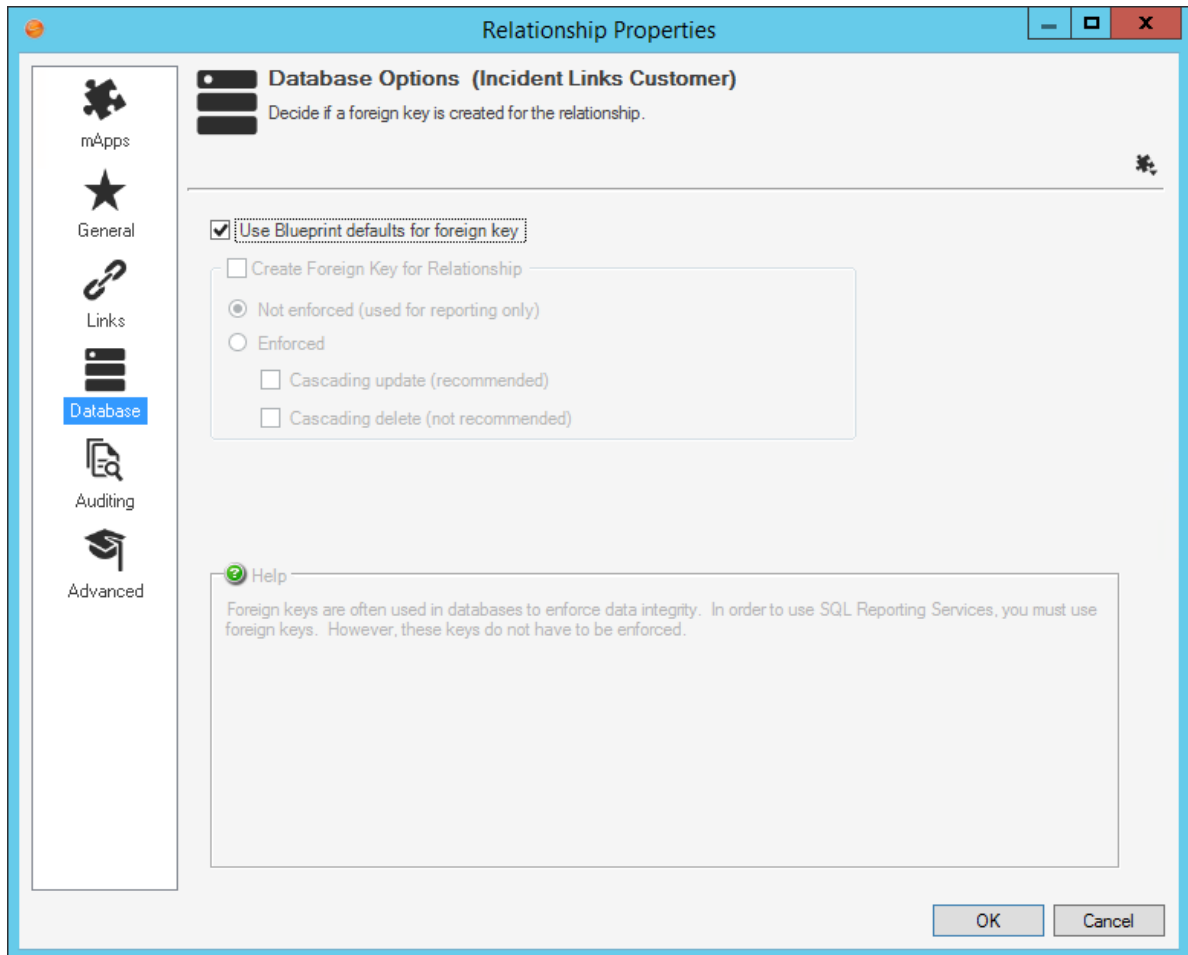 Relationship Properties
mApps
General
Links
Database
Auditing
Advanced
Database Options  (Incident Links Customer)
Decide if a foreign key is created for the relationship.
Use Blueprint defaults for foreign key
Create Foreign Key for Relationship
Not enforced (used for reporting only)
Enforced
Cascading update (recommended)
Cascading delete (not recommended)
Help
Foreign keys are often used in databases to enforce data integrity.  In order to use SQL Reporting Services, you must use
foreign keys.  However, these keys do not have to be enforced.
OK
Cancel